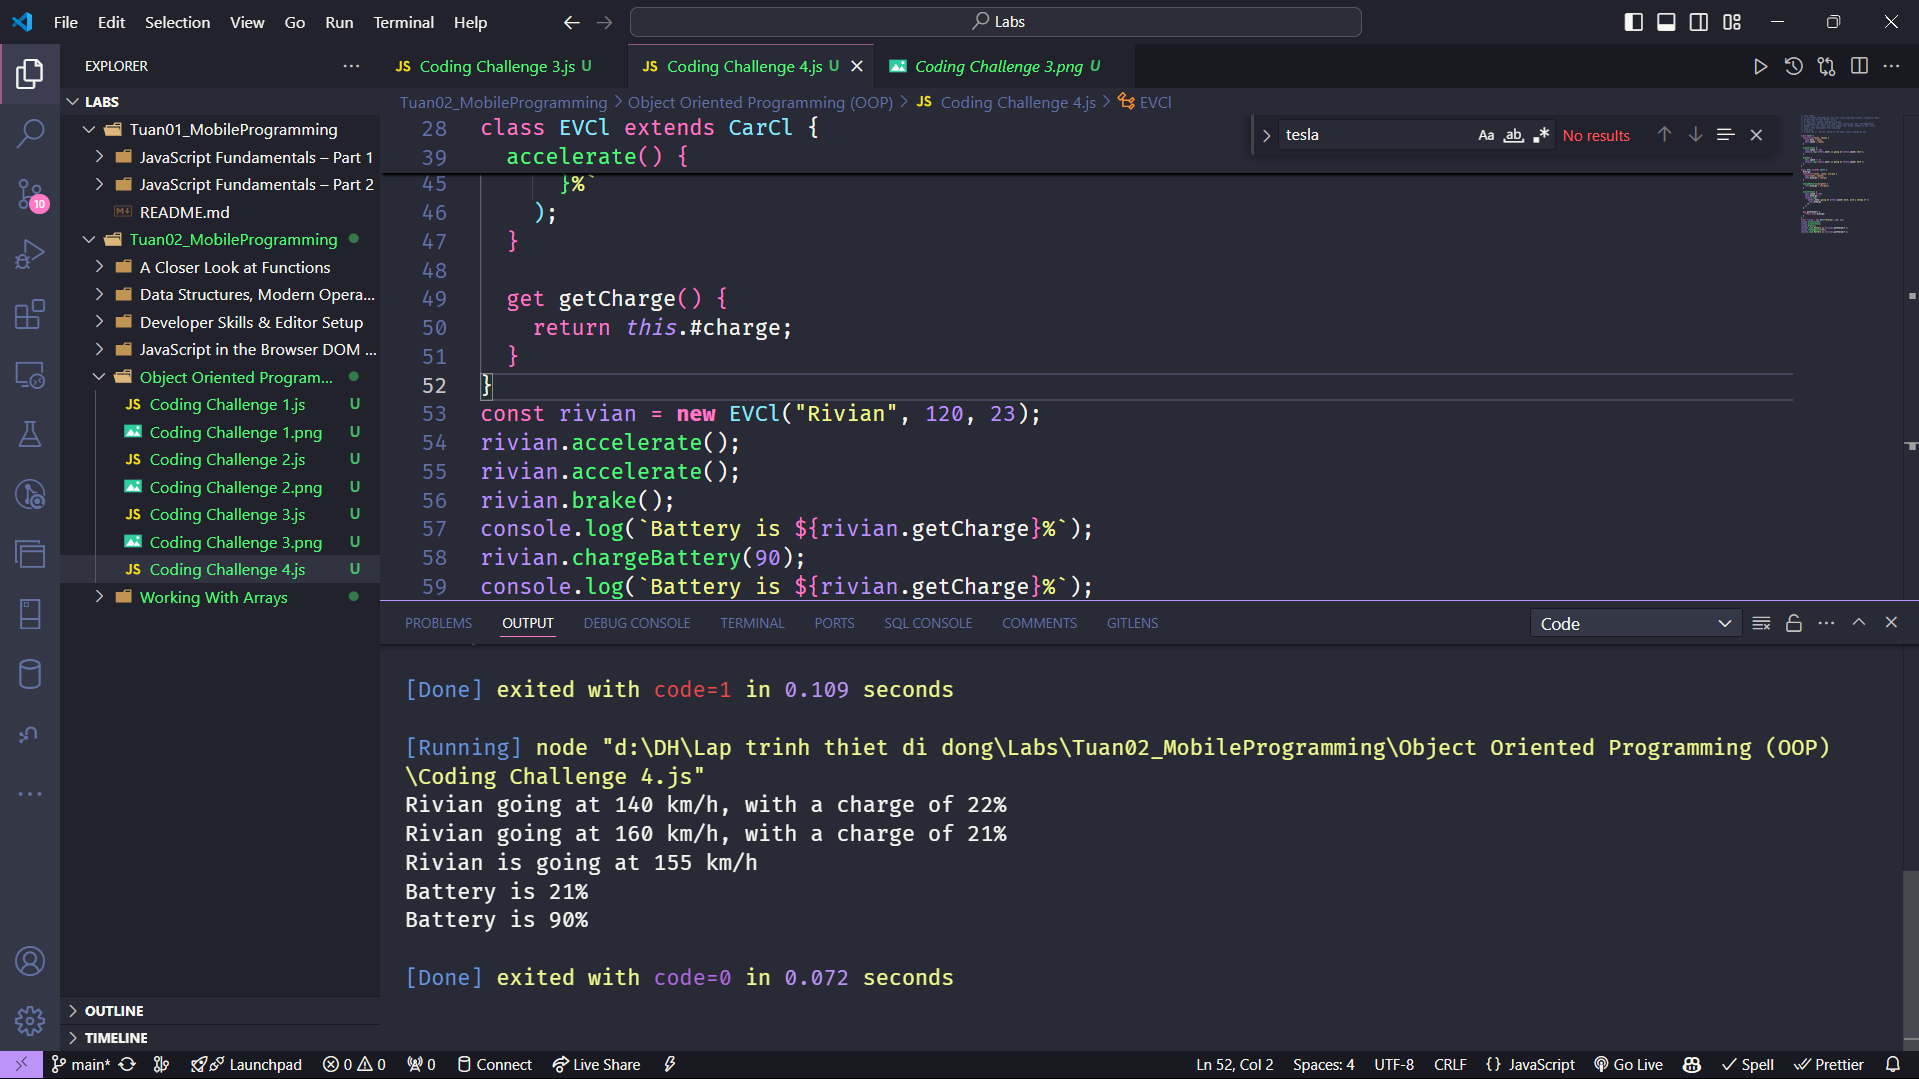 File Edit Selection View Go Run Terminal Help
Labs
EXPLORER
LABS
Tuan01_MobileProgramming
JavaScript Fundamentals – Part 1
JavaScript Fundamentals – Part 2
README.md
Tuan02_MobileProgramming
A Closer Look at Functions
Data Structures, Modern Opera...
Developer Skills & Editor Setup
JavaScript in the Browser DOM ...
Object Oriented Program...
JS Coding Challenge 1.js U
Coding Challenge 1.png U
JS Coding Challenge 2.js U
Coding Challenge 2.png U
JS Coding Challenge 3.js U
Coding Challenge 3.png U
JS Coding Challenge 4.js U
Working With Arrays
OUTLINE
TIMELINE
10
JS Coding Challenge 3.js U
JS Coding Challenge 4.js U
Coding Challenge 3.png U
Tuan02_MobileProgramming > Object Oriented Programming (OOP) > JS Coding Challenge 4.js > EVCl
tesla Aa ab No results
28 class EVCl extends CarCl {
39 accelerate() {
45 }%`
46 );
47 }
48
49 get getCharge() {
50 return this.#charge;
51 }
52 }
53 const rivian = new EVCl("Rivian", 120, 23);
54 rivian.accelerate();
55 rivian.accelerate();
56 rivian.brake();
57 console.log(`Battery is ${rivian.getCharge}%`);
58 rivian.chargeBattery(90);
59 console.log(`Battery is ${rivian.getCharge}%`);
PROBLEMS OUTPUT DEBUG CONSOLE TERMINAL PORTS SQL CONSOLE COMMENTS GITLENS
Code
[Done] exited with code=1 in 0.109 seconds
[Running] node "d:\DH\Lap trinh thiet di dong\Labs\Tuan02_MobileProgramming\Object Oriented Programming (OOP)
\Coding Challenge 4.js"
Rivian going at 140 km/h, with a charge of 22%
Rivian going at 160 km/h, with a charge of 21%
Rivian is going at 155 km/h
Battery is 21%
Battery is 90%
[Done] exited with code=0 in 0.072 seconds
main* Launchpad 0 0 0 Connect Live Share
Ln 52, Col 2 Spaces: 4 UTF-8 CRLF {} JavaScript Go Live Spell Prettier